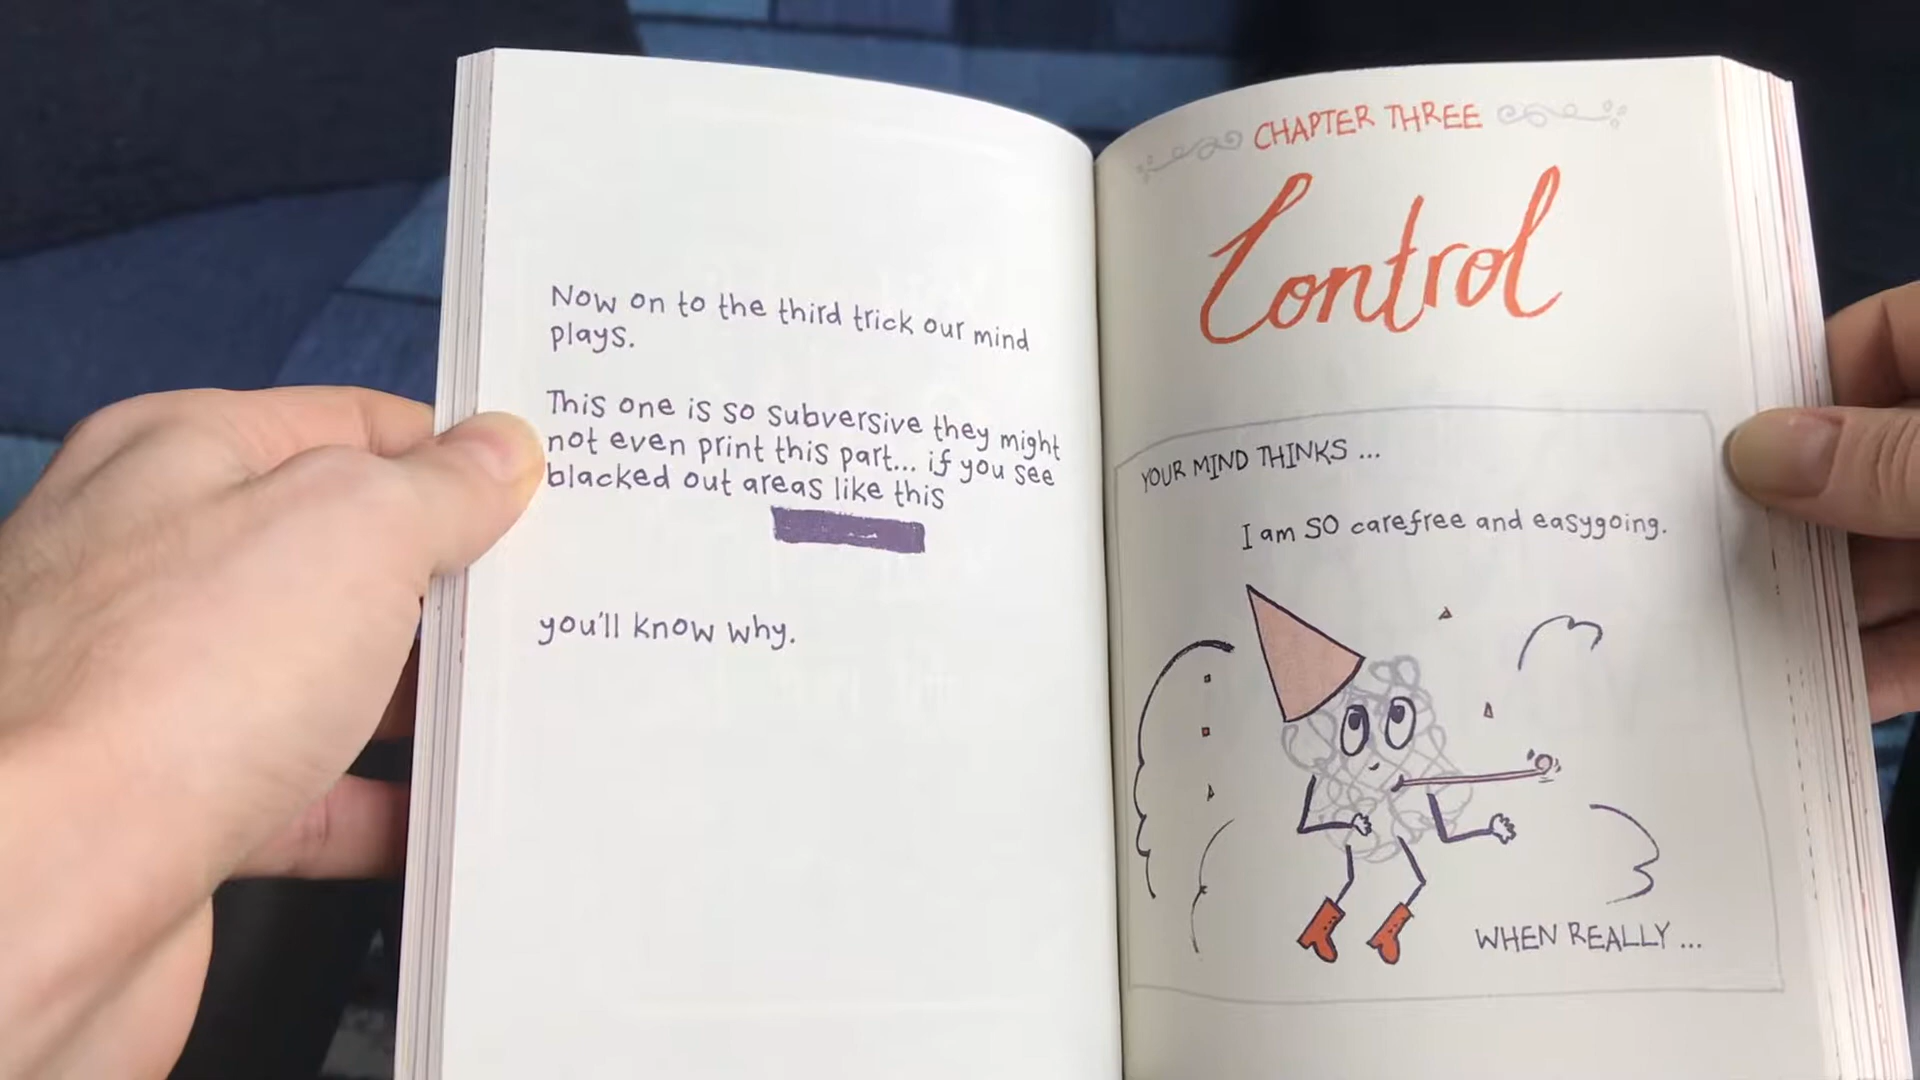 Now on to the third trick our mind
plays.
This one is so subversive they might
not even print this part... if you see
blacked out areas like this
you'll know why.
CHAPTER THREE
Control
YOUR MIND THINKS ...
I am SO carefree and easygoing.
WHEN REALLY ...